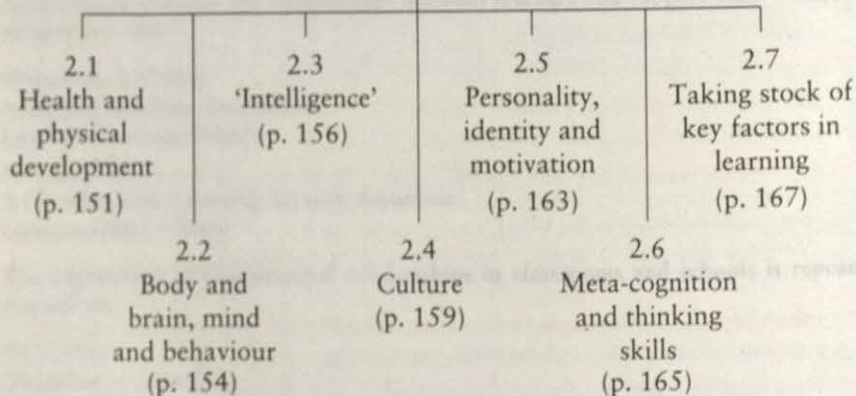 2.1
Health and
physical
development
(p. 151)
2.2
Body and
brain, mind
and behaviour
(p. 154)
2.3
‘Intelligence’
(p. 156)
2.4
Culture
(p. 159)
2.5
Personality,
identity and
motivation
(p. 163)
2.6
Meta-cognition
and thinking
skills
(p. 165)
2.7
Taking stock of
key factors in
learning
(p. 167)